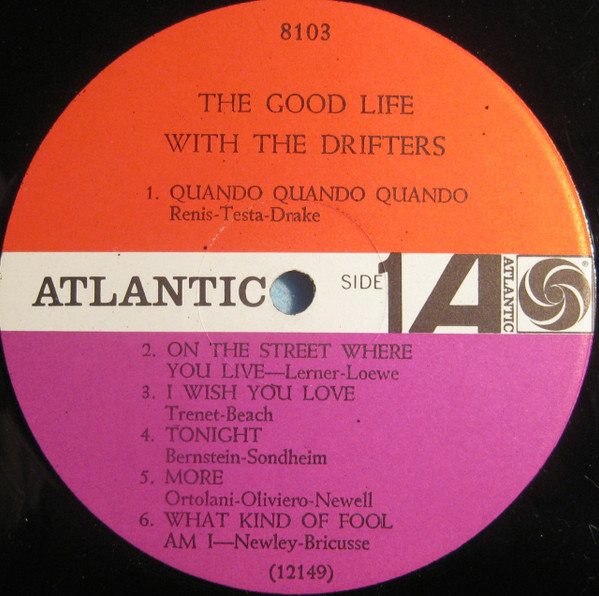 8103
THE GOOD LIFE
WITH THE DRIFTERS
1. QUANDO QUANDO QUANDO
Renis-Testa-Drake
ATLANTIC SIDE 1 A ATLANTIC ®
2. ON THE STREET WHERE
YOU LIVE—Lerner-Loewe
3. I WISH YOU LOVE
Trenet-Beach
4. TONIGHT
Bernstein-Sondheim
5. MORE
Ortolani-Oliviero-Newell
6. WHAT KIND OF FOOL
AM I—Newley-Bricusse
(12149)